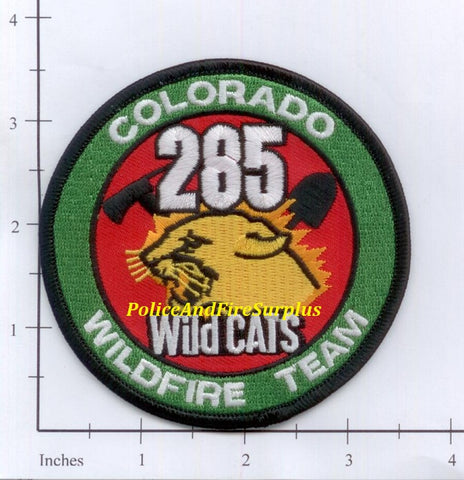 COLORADO
285
PoliceAndFireSurplus
Wild CATS
WILDFIRE TEAM
4
3
2
1
Inches 1 2 3 4